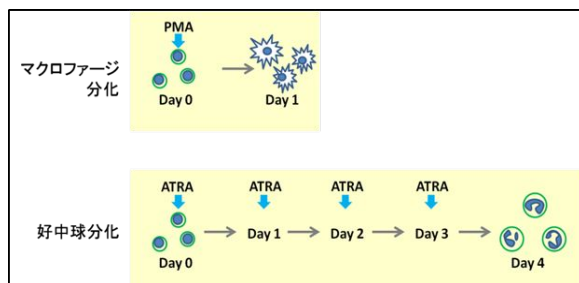 PMA
マクロファージ
分化
Day 0
Day 1
ATRA
ATRA
ATRA
ATRA
好中球分化
Day 1
Day 2
Day 3
Day 0
Day 4